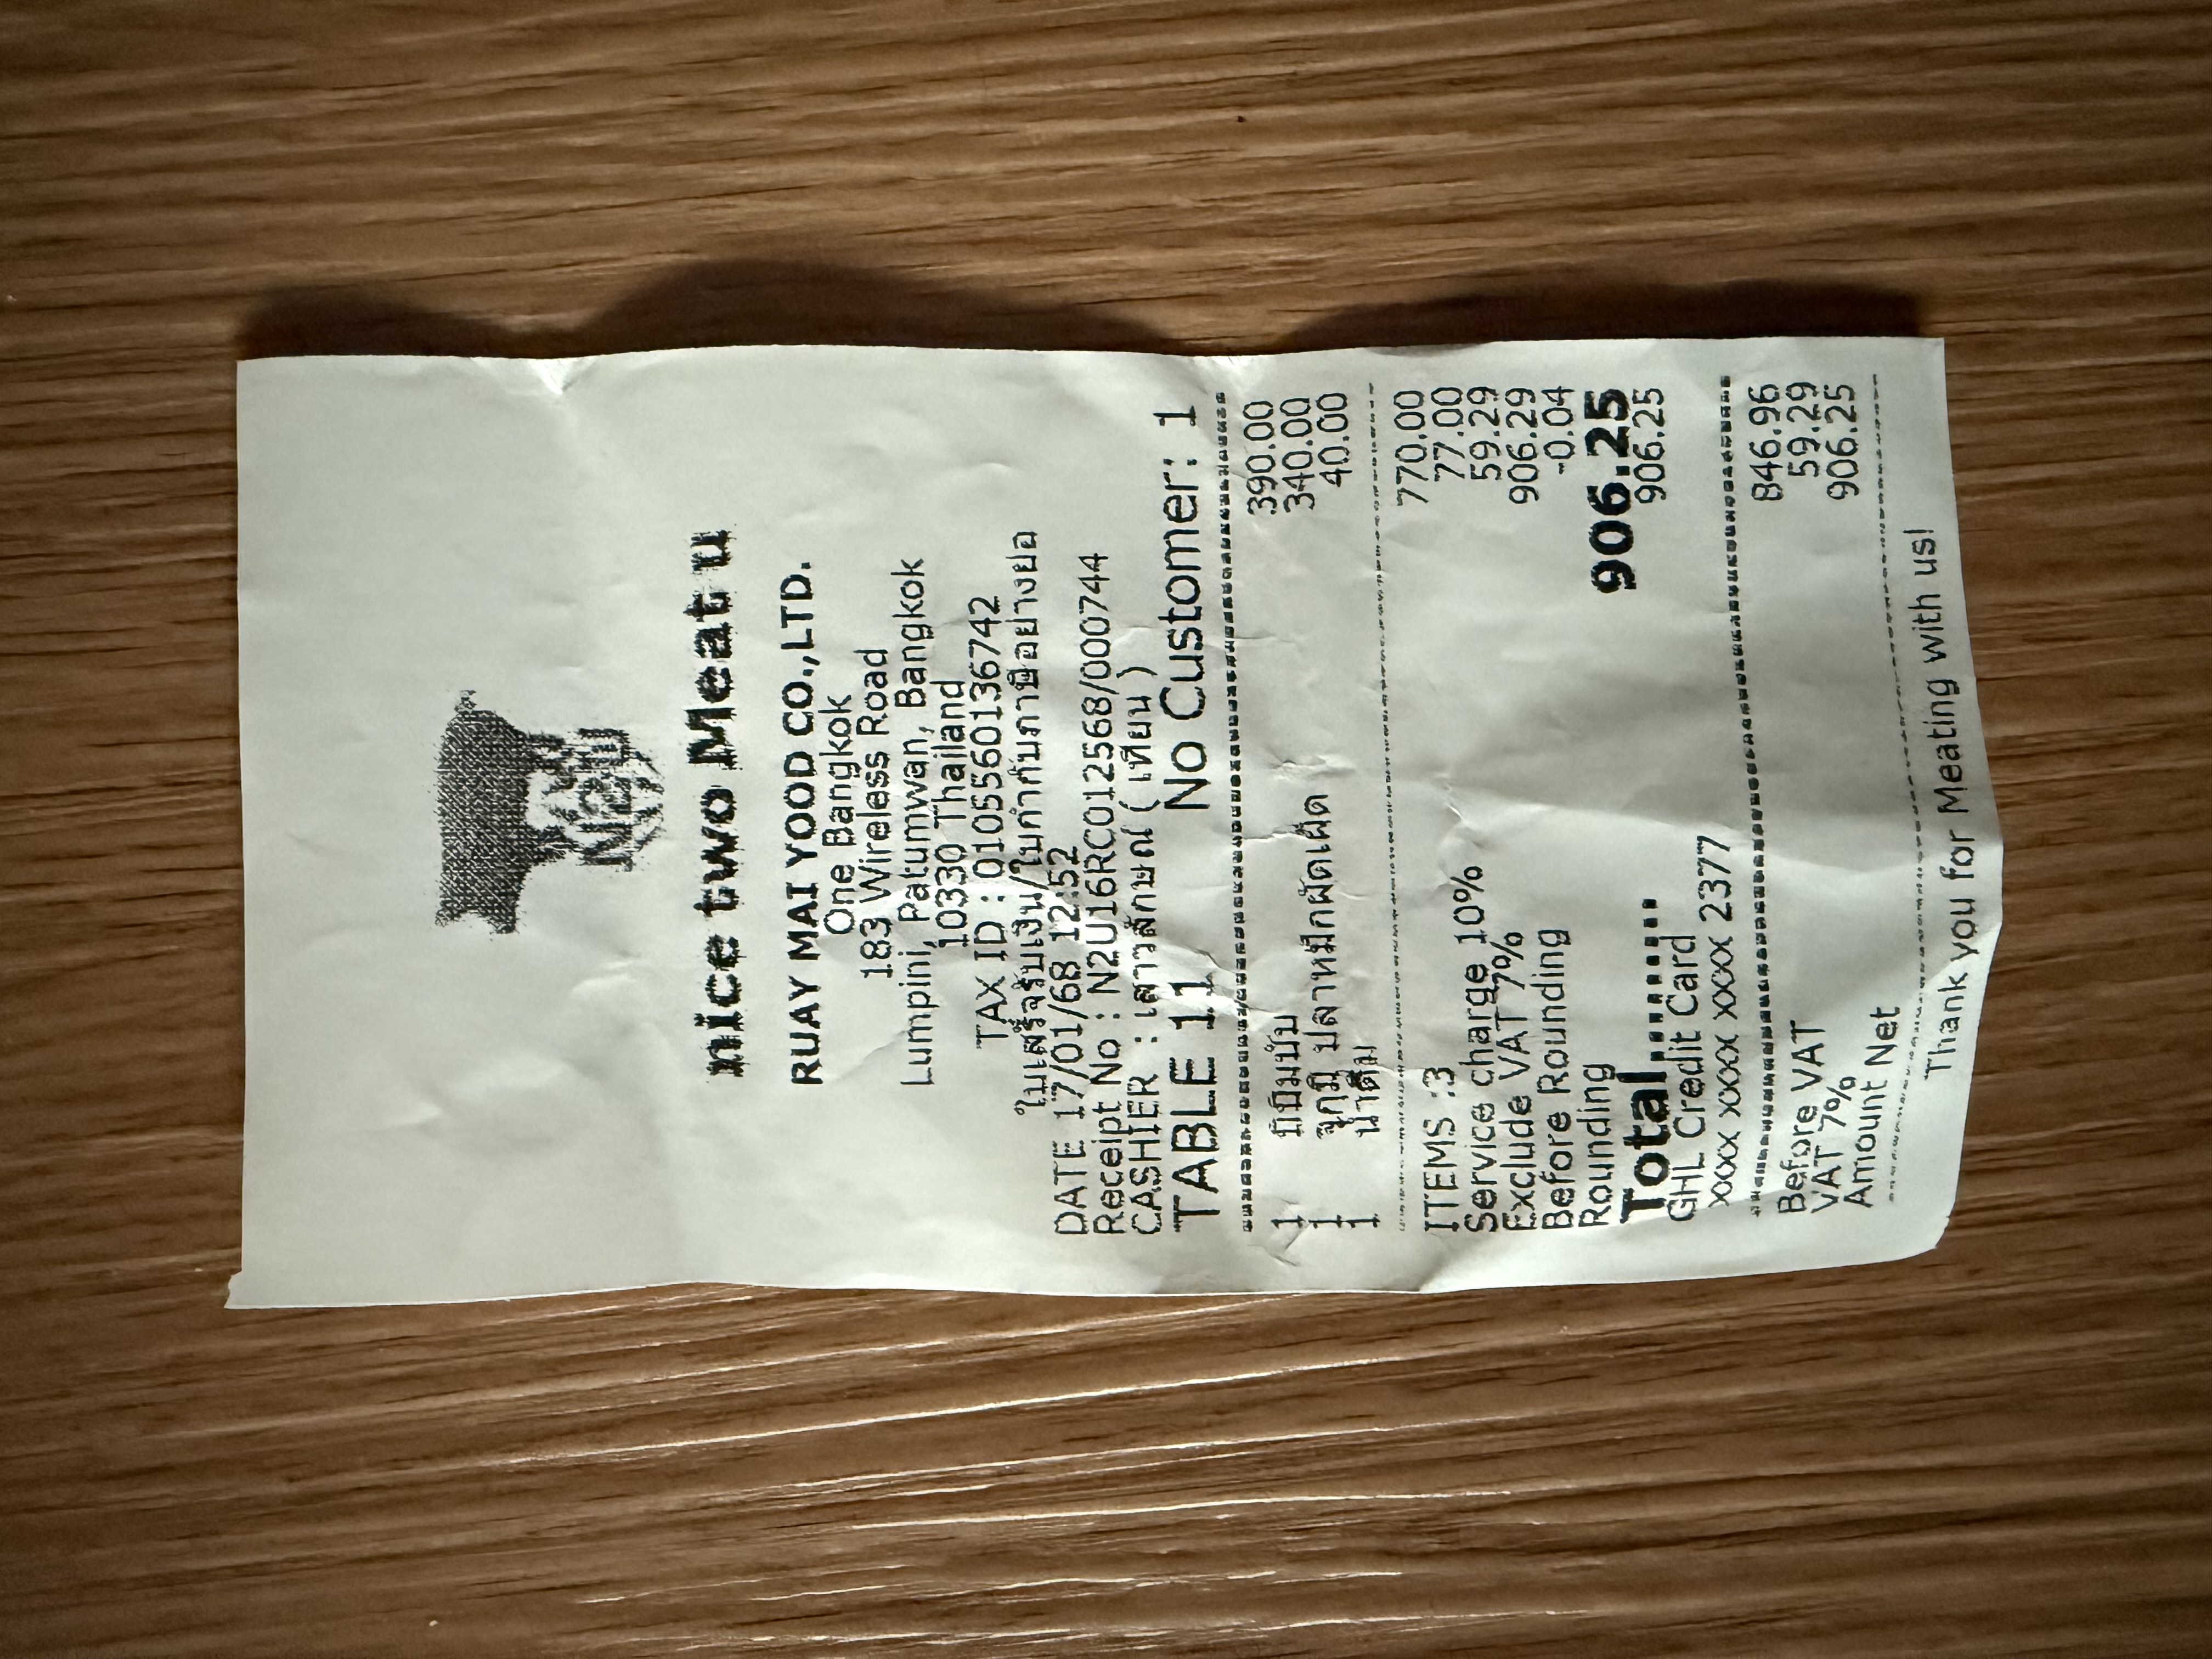 N2U
nice two Meat u
RUAY MAI YOOD CO.,LTD.
One Bangkok
183 Wireless Road
Lumpini, Patumwan, Bangkok
10330 Thailand
TAX ID : 0105560136742
ใบเสร็จรับเงิน/ใบกำกับภาษีอย่างย่อ
DATE 17/01/68 12:52
Receipt No : N2U16RC012568/000744
CASHIER : เสาวลักษณ์ ( เทียน )
TABLE 11 No Customer: 1
1 บิบิมบับ 390.00
1 จูกุมิ ปลาหมึกผัดเผ็ด 340.00
1 น้ำดื่ม 40.00
ITEMS :3 770.00
Service charge 10% 77.00
Exclude VAT 7% 59.29
Before Rounding 906.29
Rounding -0.04
Total......... 906.25
GHL Credit Card 906.25
xxxx xxxx xxxx 2377
Before VAT 846.96
VAT 7% 59.29
Amount Net 906.25
Thank you for Meating with us!